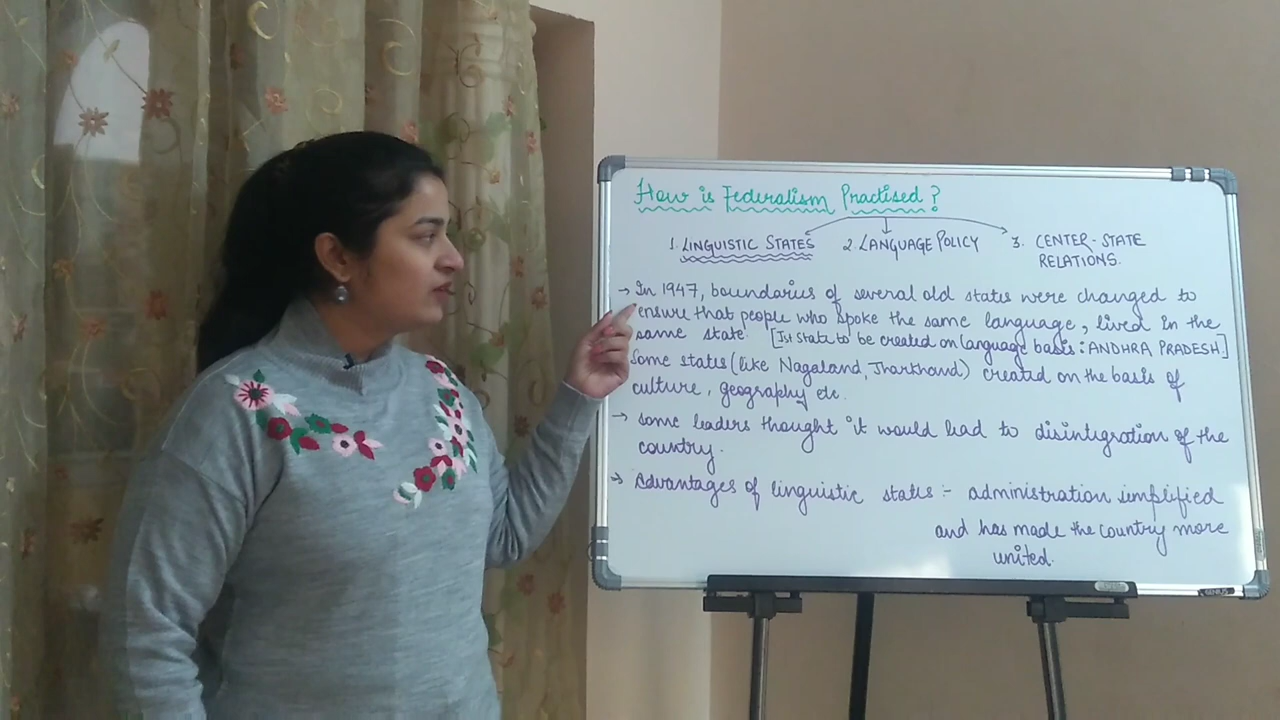 How is Federalism Practised?
1. LINGUISTIC STATES 2. LANGUAGE POLICY 3. CENTER-STATE
RELATIONS.
→ In 1947, boundaries of several old states were changed to
ensure that people who spoke the same language, lived in the
same state. [Ist State to be created on language basis : ANDHRA PRADESH]
Some states (like Nagaland, Jharkhand) created on the basis of
culture, geography etc.
→ some leaders thought it would lead to disintegration of the
country.
→ Advantages of linguistic states :- administration simplified
and has made the country more
united.
GENIUS